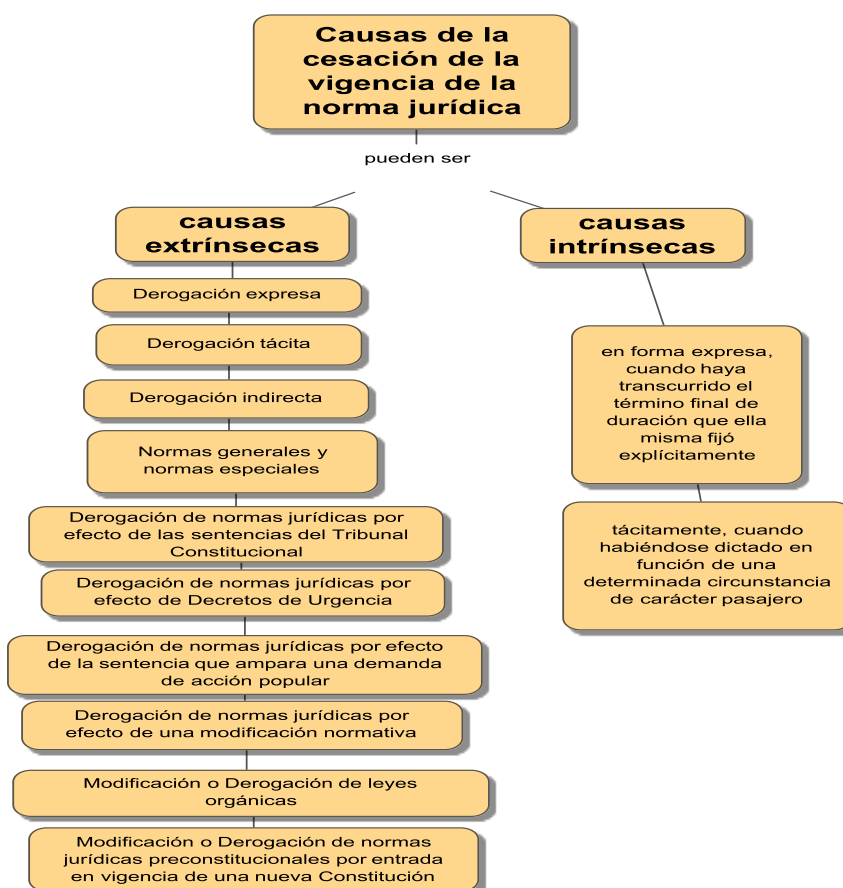 Causas de la
cesación de la
vigencia de la
norma jurídica
pueden ser
causas
extrínsecas
Derogación expresa
Derogación tácita
Derogación indirecta
Normas generales y
normas especiales
Derogación de normas jurídicas por
efecto de las sentencias del Tribunal
Constitucional
Derogación de normas jurídicas por
efecto de Decretos de Urgencia
Derogación de normas jurídicas por efecto
de la sentencia que ampara una demanda
de acción popular
Derogación de normas jurídicas por
efecto de una modificación normativa
Modificación o Derogación de leyes
orgánicas
Modificación o Derogación de normas
jurídicas preconstitucionales por entrada
en vigencia de una nueva Constitución
causas
intrínsecas
en forma expresa,
cuando haya
transcurrido el
término final de
duración que ella
misma fijó
explícitamente
tácitamente, cuando
habiéndose dictado en
función de una
determinada circunstancia
de carácter pasajero